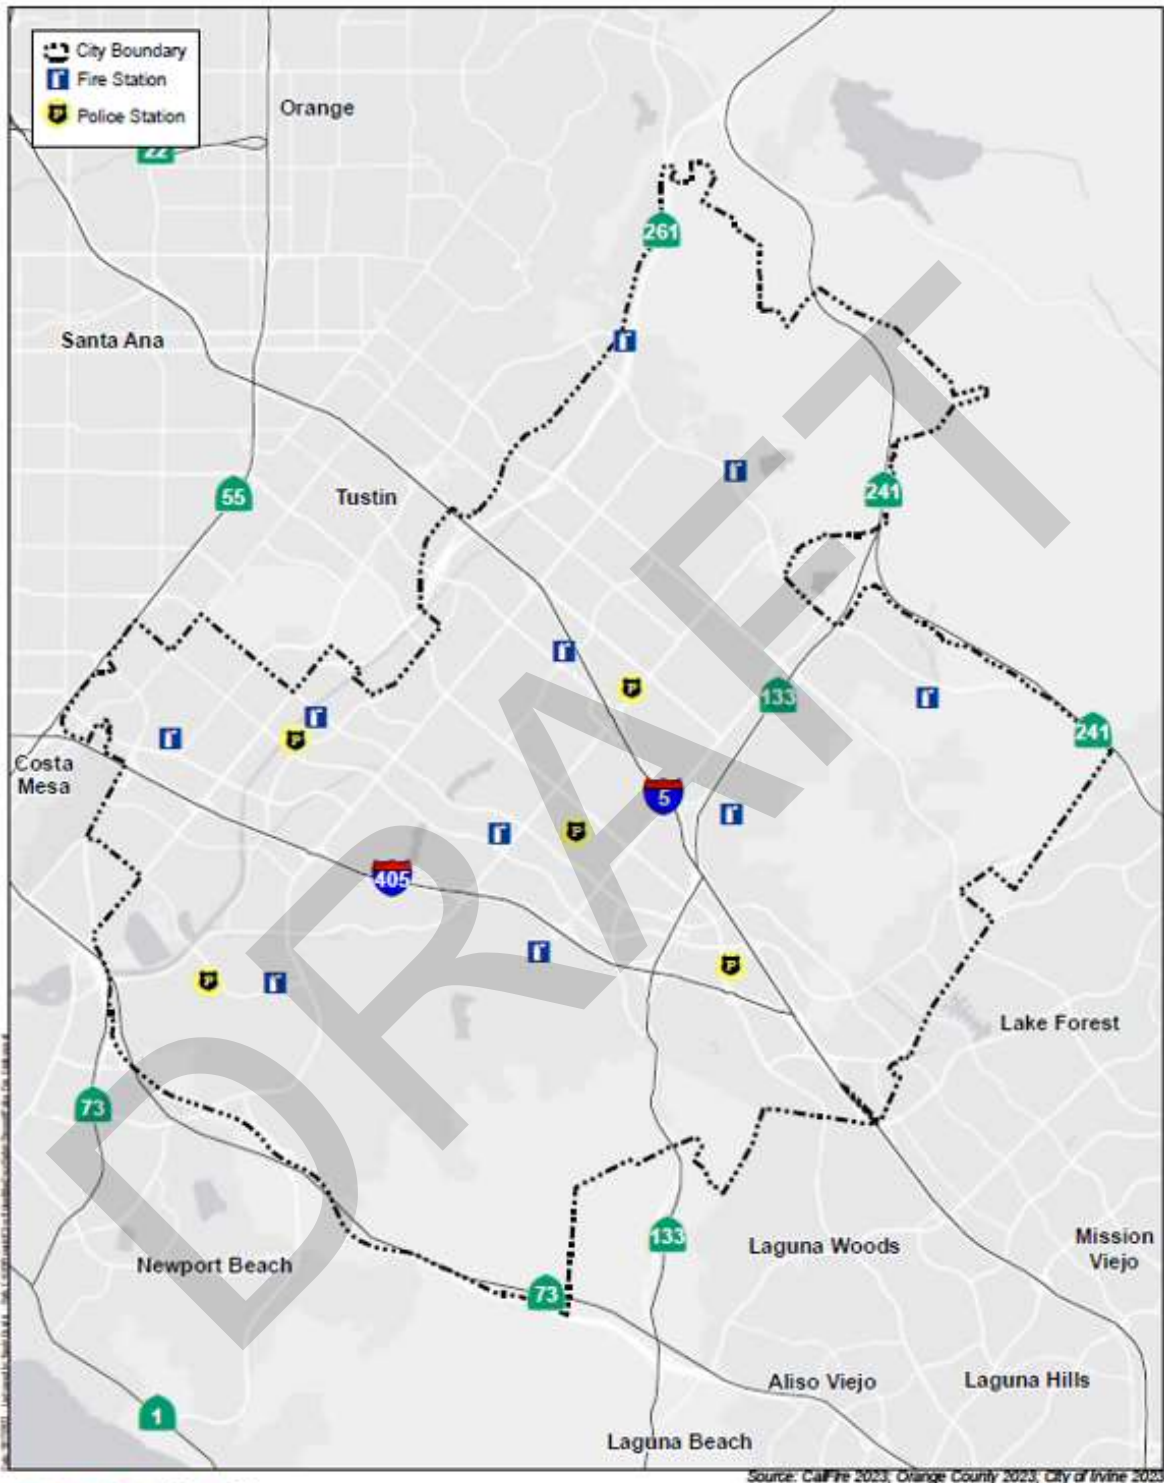 City Boundary
Fire Station
Police Station
Orange
22
261
Santa Ana
55
Tustin
241
133
241
Costa
Mesa
5
405
Lake Forest
73
133
Mission
Viejo
Laguna Woods
Newport Beach
73
Aliso Viejo
Laguna Hills
1
Laguna Beach
DRAFT
Source: CalFire 2023; Orange County 2023; City of Irvine